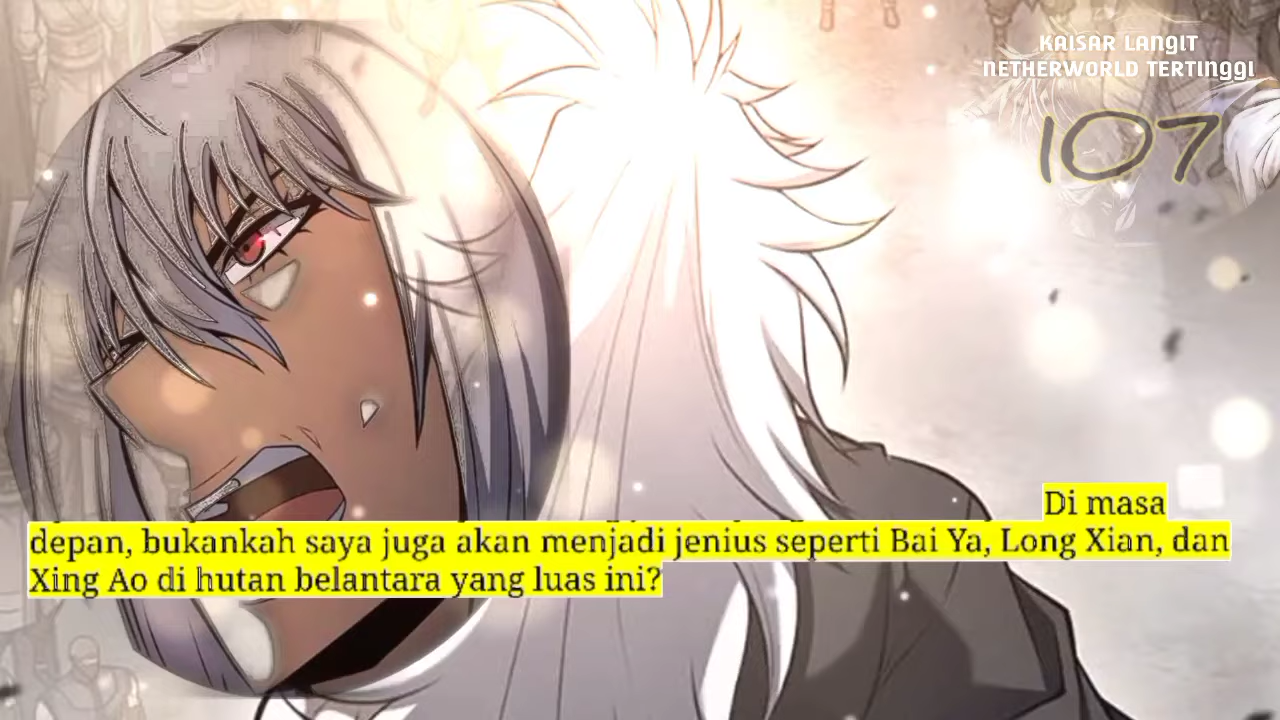 KAISAR LANGIT
NETHERWORLD TERTINGGI
107
Di masa
depan, bukankah saya juga akan menjadi jenius seperti Bai Ya, Long Xian, dan
Xing Ao di hutan belantara yang luas ini?